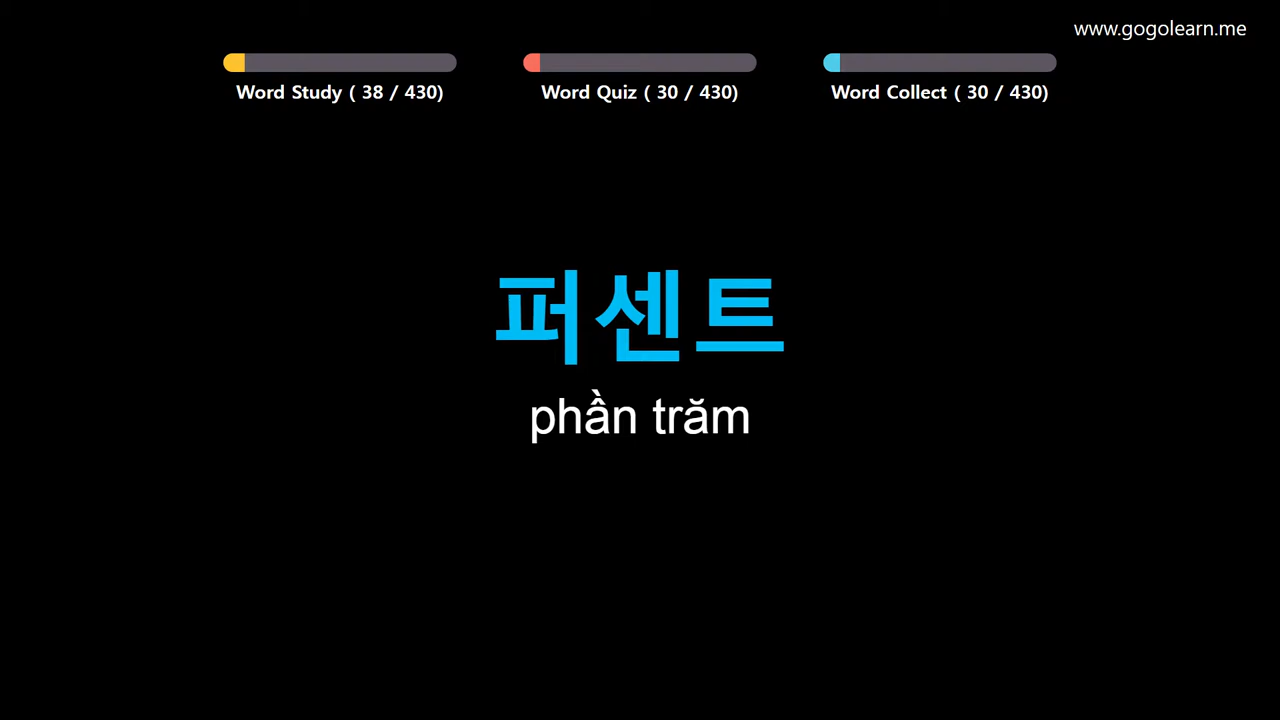 www.gogolearn.me
Word Study ( 38 / 430)
Word Quiz ( 30 / 430)
Word Collect ( 30 / 430)
퍼센트
phần trăm